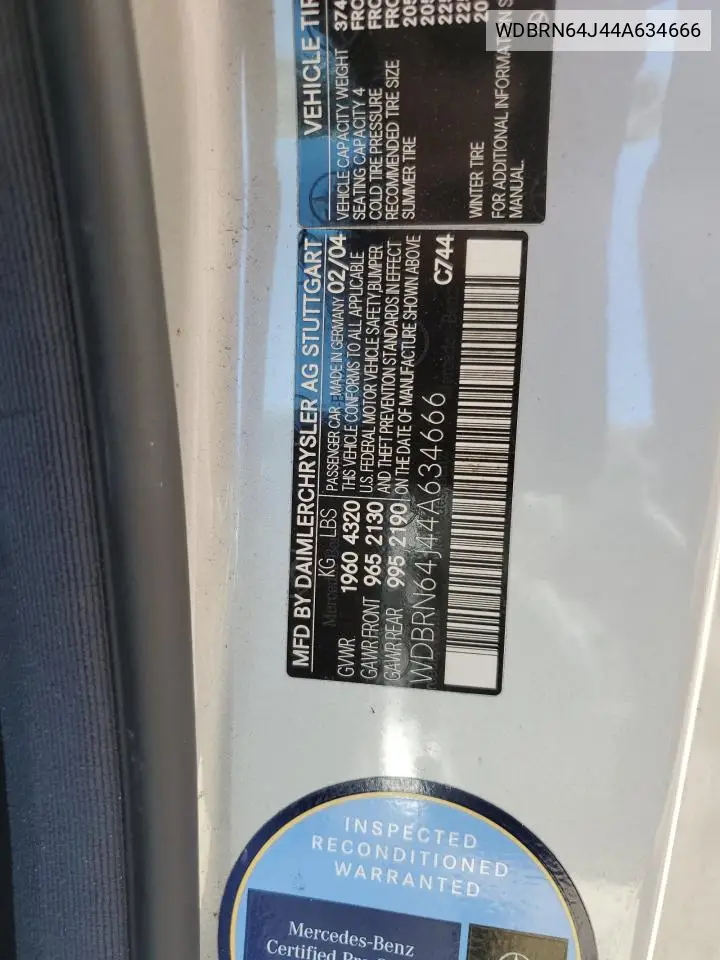 WDBRN64J44A634666
VEHICLE TIR
VEHICLE CAPACITY WEIGHT 374
SEATING CAPACITY 4
COLD TIRE PRESSURE
RECOMMENDED TIRE SIZE
SUMMER TIRE
WINTER TIRE
FOR ADDITIONAL INFORMATION S
MANUAL.
MFD BY DAIMLERCHRYSLER AG STUTTGART
KG LBS
GVWR 1960 4320
GAWR FRONT 965 2130
GAWR REAR 995 2190
PASSENGER CAR MADE IN GERMANY 02/04
THIS VEHICLE CONFORMS TO ALL APPLICABLE
U.S. FEDERAL MOTOR VEHICLE SAFETY, BUMPER
AND THEFT PREVENTION STANDARDS IN EFFECT
ON THE DATE OF MANUFACTURE SHOWN ABOVE
WDBRN64J44A634666
C744
INSPECTED
RECONDITIONED
WARRANTED
Mercedes-Benz
Certified